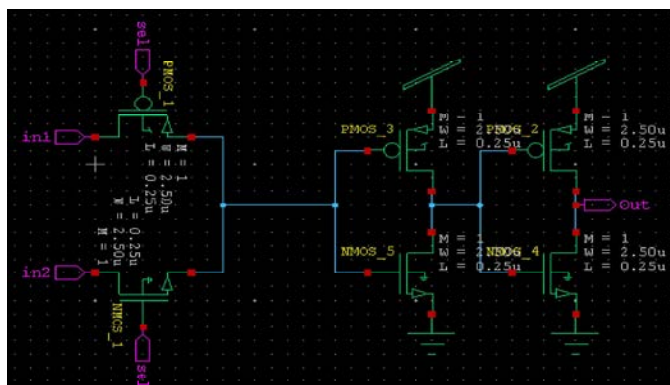 sel
PMOS_1
in1
M = 1
W = 2.50u
L = 0.25u
L = 0.25u
W = 2.50u
M = 1
in2
NMOS_1
sel
PMOS_3
M = 1
L = 0.25u
M = 1
W = 2.50u
L = 0.25u
NMOS_5
M = 1
L = 0.25u
NMOS_4
M = 1
W = 2.50u
L = 0.25u
Out